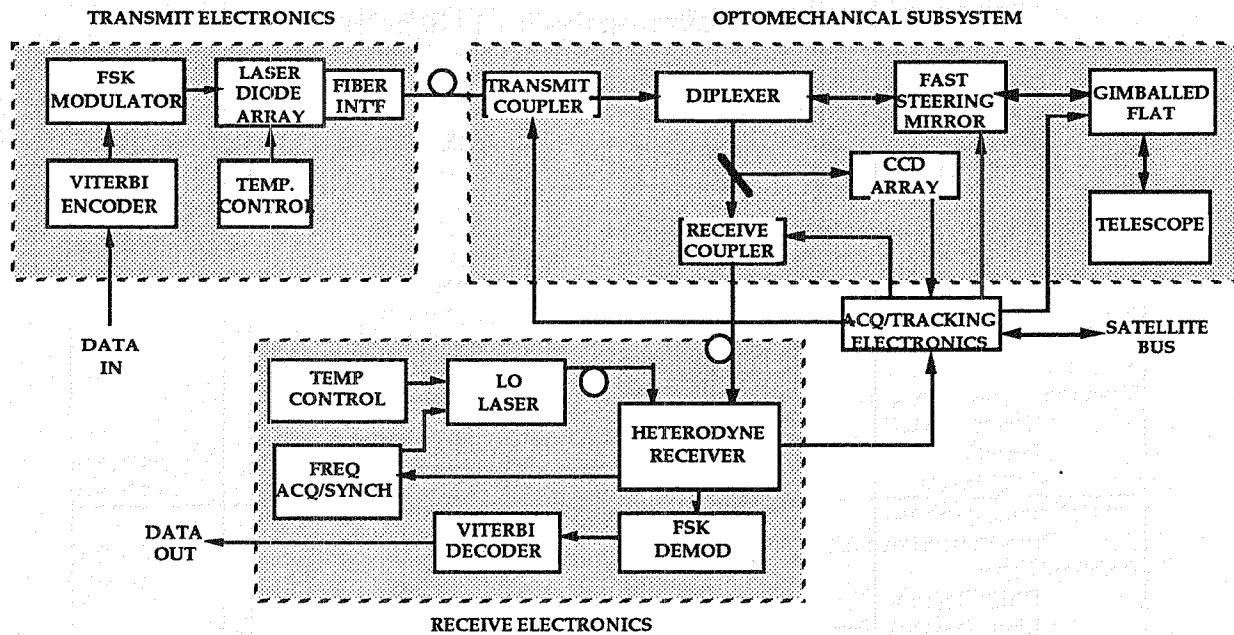 TRANSMIT ELECTRONICS
OPTOMECHANICAL SUBSYSTEM
FSK
MODULATOR
LASER
DIODE
ARRAY
FIBER
INT'F
VITERBI
ENCODER
TEMP.
CONTROL
TRANSMIT
COUPLER
DIPLEXER
FAST
STEERING
MIRROR
GIMBALLED
FLAT
CCD
ARRAY
RECEIVE
COUPLER
TELESCOPE
DATA
IN
ACQ/TRACKING
ELECTRONICS
SATELLITE
BUS
TEMP
CONTROL
LO
LASER
HETERODYNE
RECEIVER
FREQ
ACQ/SYNCH
DATA
OUT
VITERBI
DECODER
FSK
DEMOD
RECEIVE ELECTRONICS